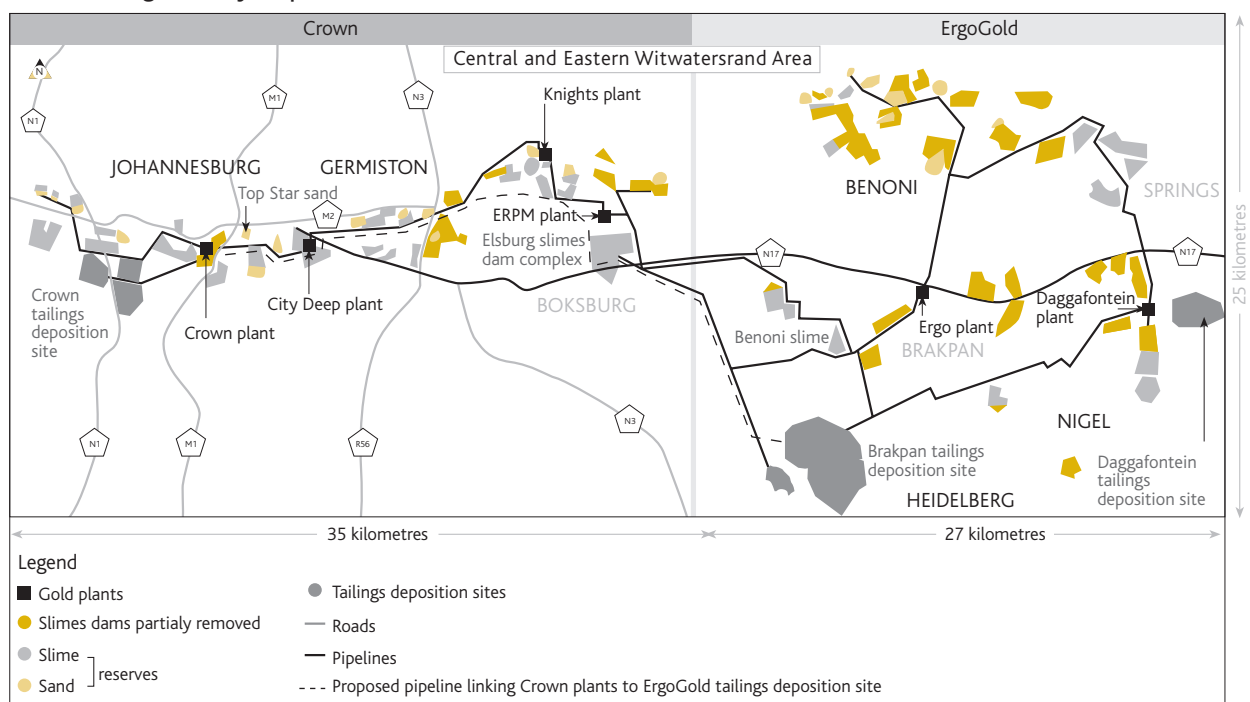 Crown
ErgoGold
Central and Eastern Witwatersrand Area
N
N1
M1
N3
Knights plant
JOHANNESBURG
GERMISTON
Top Star sand
M2
ERPM plant
Elsburg slimes
dam complex
BOKSBURG
Crown
tailings
deposition
site
Crown plant
City Deep plant
N1
M1
R56
N3
BENONI
SPRINGS
N17
N17
Benoni slime
Ergo plant
BRAKPAN
Daggafontein
plant
NIGEL
Brakpan tailings
deposition site
HEIDELBERG
Daggafontein
tailings
deposition site
25 kilometres
35 kilometres
27 kilometres
Legend
Gold plants
Slimes dams partialy removed
Slime
Sand
reserves
Tailings deposition sites
Roads
Pipelines
Proposed pipeline linking Crown plants to ErgoGold tailings deposition site